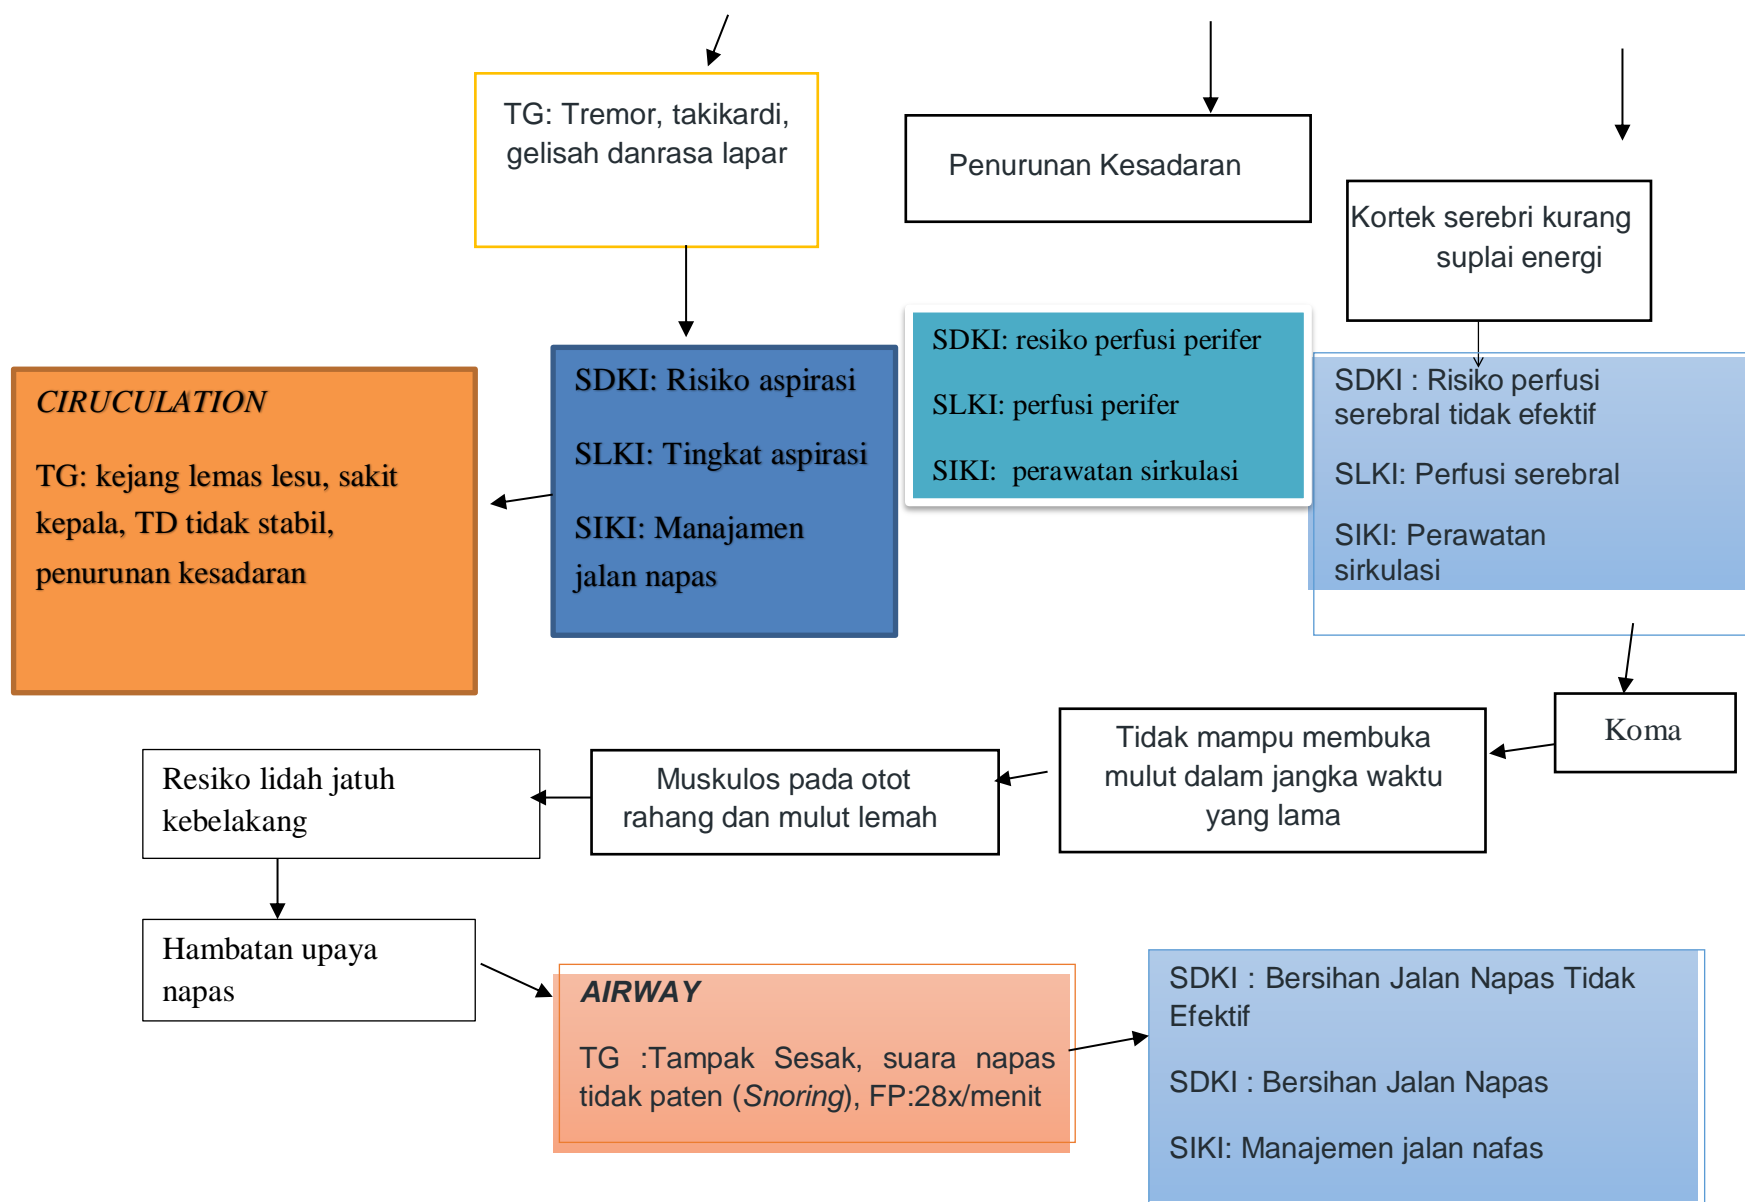 TG: Tremor, takikardi,
gelisah danrasa lapar
Penurunan Kesadaran
Kortek serebri kurang
suplai energi
CIRUCULATION
TG: kejang lemas lesu, sakit
kepala, TD tidak stabil,
penurunan kesadaran
SDKI: Risiko aspirasi
SLKI: Tingkat aspirasi
SIKI: Manajamen
jalan napas
SDKI: resiko perfusi perifer
SLKI: perfusi perifer
SIKI: perawatan sirkulasi
SDKI : Risiko perfusi
serebral tidak efektif
SLKI: Perfusi serebral
SIKI: Perawatan
sirkulasi
Koma
Tidak mampu membuka
mulut dalam jangka waktu
yang lama
Muskulos pada otot
rahang dan mulut lemah
Resiko lidah jatuh
kebelakang
Hambatan upaya
napas
AIRWAY
TG :Tampak Sesak, suara napas
tidak paten (Snoring), FP:28x/menit
SDKI : Bersihan Jalan Napas Tidak
Efektif
SDKI : Bersihan Jalan Napas
SIKI: Manajemen jalan nafas